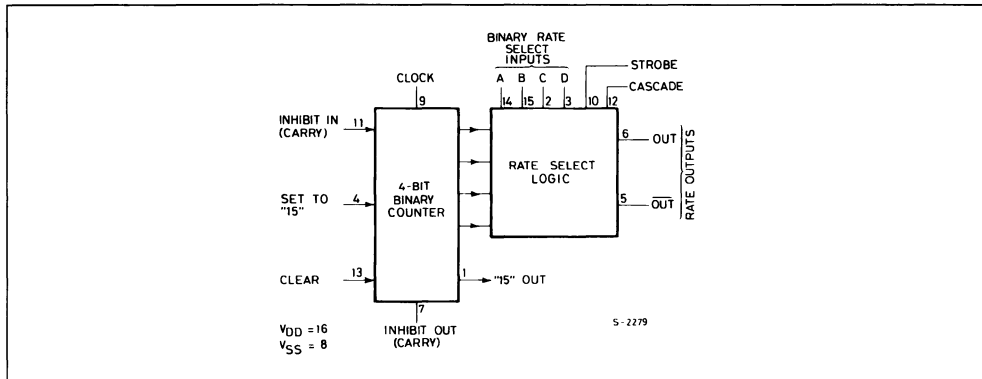 BINARY RATE
SELECT
INPUTS
A B C D
14 15 2 3 10 12
STROBE
CASCADE
CLOCK
9
INHIBIT IN
(CARRY)
11
SET TO
"15"
4
CLEAR
13
4-BIT
BINARY
COUNTER
RATE SELECT
LOGIC
6
OUT
5
OUT
RATE OUTPUTS
1
"15" OUT
7
INHIBIT OUT
(CARRY)
VDD = 16
VSS = 8
S-2279